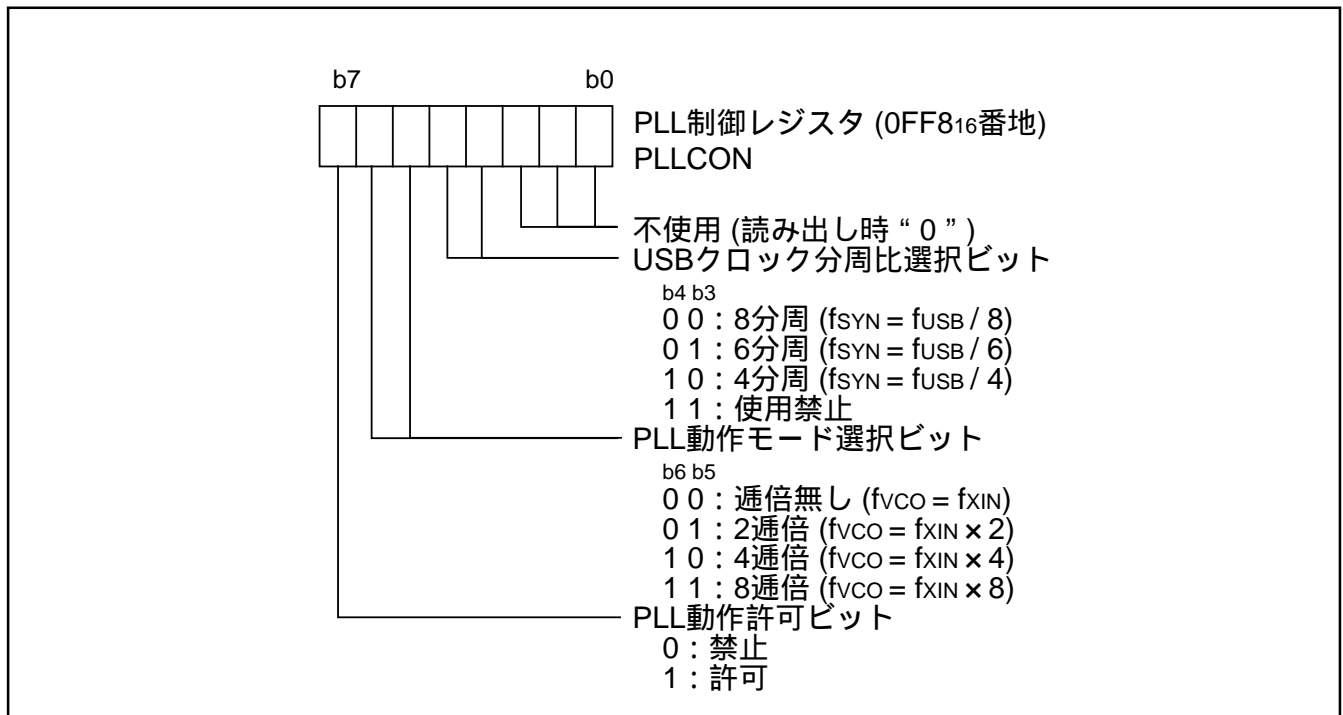 b7 b0
PLL制御レジスタ (0FF816番地)
PLLCON
不使用 (読み出し時 “ 0 ” )
USBクロック分周比選択ビット
b4 b3
0 0 : 8分周 (fSYN = fUSB / 8)
0 1 : 6分周 (fSYN = fUSB / 6)
1 0 : 4分周 (fSYN = fUSB / 4)
1 1 : 使用禁止
PLL動作モード選択ビット
b6 b5
0 0 : 逓倍無し (fVCO = fXIN)
0 1 : 2逓倍 (fVCO = fXIN × 2)
1 0 : 4逓倍 (fVCO = fXIN × 4)
1 1 : 8逓倍 (fVCO = fXIN × 8)
PLL動作許可ビット
0 : 禁止
1 : 許可